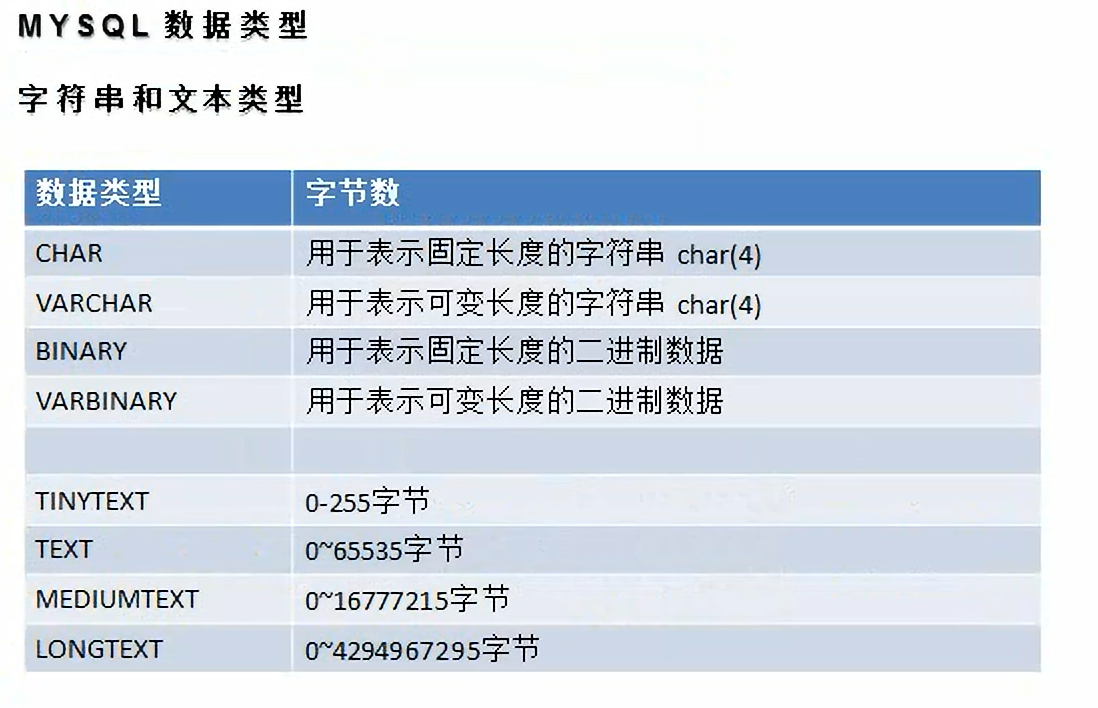 MYSQL 数据类型
字符串和文本类型
数据类型 字节数
CHAR 用于表示固定长度的字符串 char(4)
VARCHAR 用于表示可变长度的字符串 char(4)
BINARY 用于表示固定长度的二进制数据
VARBINARY 用于表示可变长度的二进制数据
TINYTEXT 0-255字节
TEXT 0~65535字节
MEDIUMTEXT 0~16777215字节
LONGTEXT 0~4294967295字节